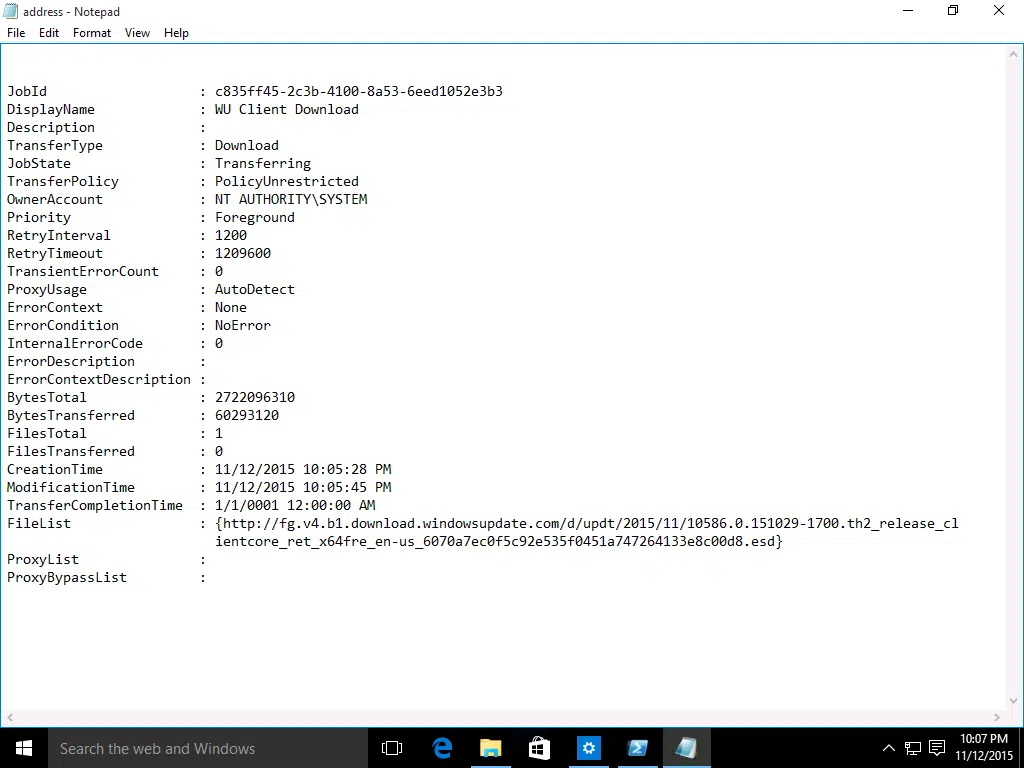 address - Notepad
File Edit Format View Help
JobId : c835ff45-2c3b-4100-8a53-6eed1052e3b3
DisplayName : WU Client Download
Description :
TransferType : Download
JobState : Transferring
TransferPolicy : PolicyUnrestricted
OwnerAccount : NT AUTHORITY\SYSTEM
Priority : Foreground
RetryInterval : 1200
RetryTimeout : 1209600
TransientErrorCount : 0
ProxyUsage : AutoDetect
ErrorContext : None
ErrorCondition : NoError
InternalErrorCode : 0
ErrorDescription :
ErrorContextDescription :
BytesTotal : 2722096310
BytesTransferred : 60293120
FilesTotal : 1
FilesTransferred : 0
CreationTime : 11/12/2015 10:05:28 PM
ModificationTime : 11/12/2015 10:05:45 PM
TransferCompletionTime : 1/1/0001 12:00:00 AM
FileList : {http://fg.v4.b1.download.windowsupdate.com/d/updt/2015/11/10586.0.151029-1700.th2_release_cl
ientcore_ret_x64fre_en-us_6070a7ec0f5c92e535f0451a747264133e8c00d8.esd}
ProxyList :
ProxyBypassList :
Search the web and Windows
10:07 PM
11/12/2015